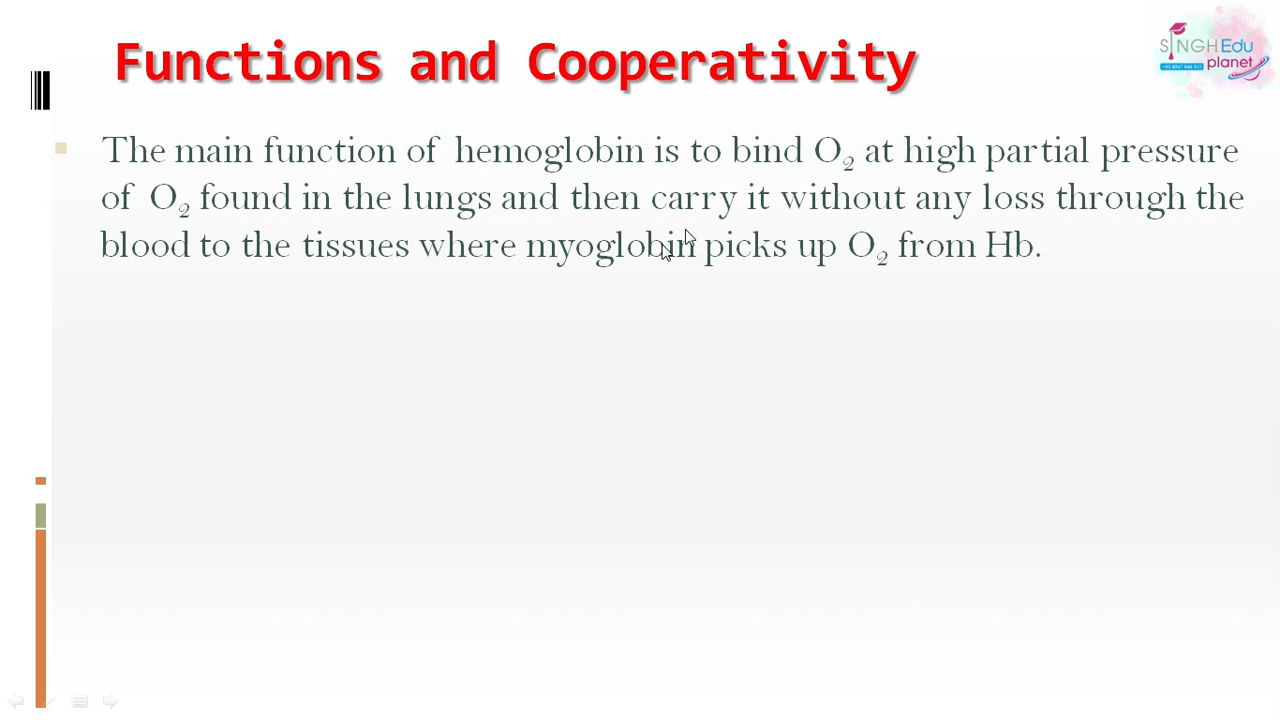 Functions and Cooperativity
SINGH Edu
planet
The main function of hemoglobin is to bind O₂ at high partial pressure
of O₂ found in the lungs and then carry it without any loss through the
blood to the tissues where myoglobin picks up O₂ from Hb.